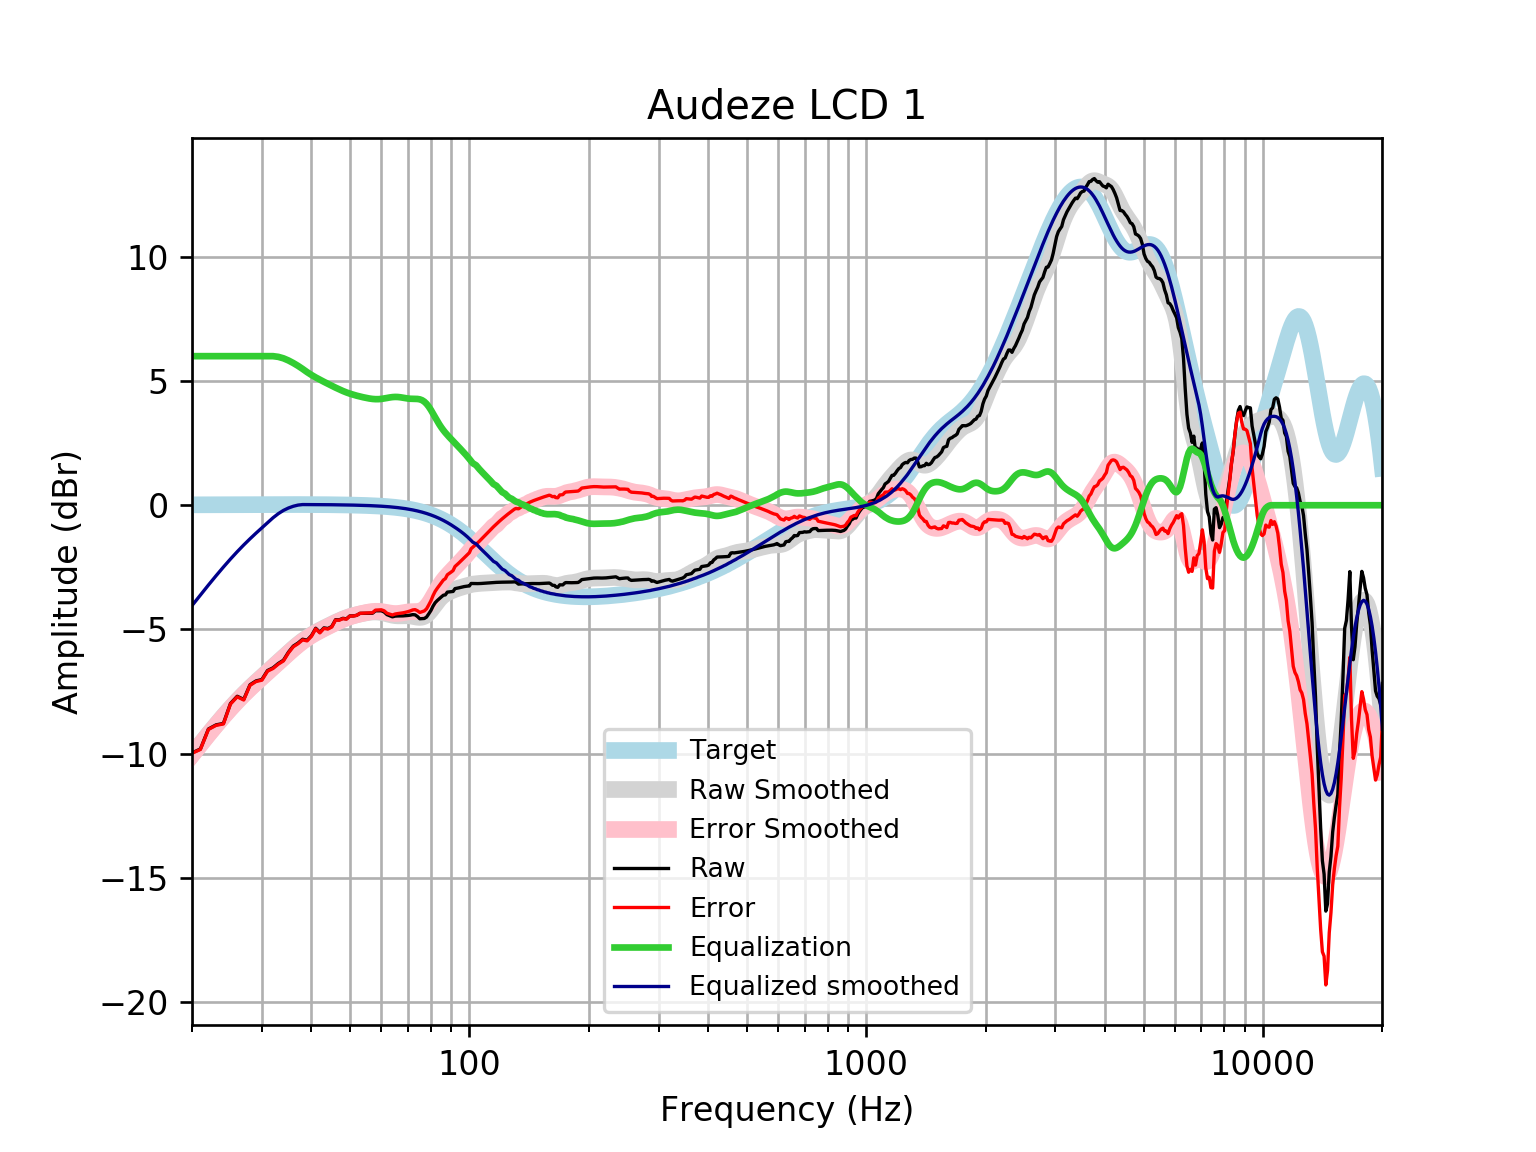 Audeze LCD 1
Amplitude (dBr)
10
5
0
−5
−10
−15
−20
Target
Raw Smoothed
Error Smoothed
Raw
Error
Equalization
Equalized smoothed
100 1000 10000
Frequency (Hz)